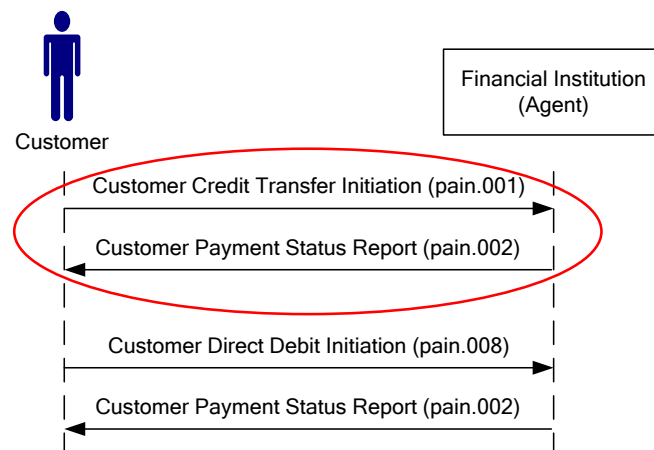 Customer
Financial Institution
(Agent)
Customer Credit Transfer Initiation (pain.001)
Customer Payment Status Report (pain.002)
Customer Direct Debit Initiation (pain.008)
Customer Payment Status Report (pain.002)